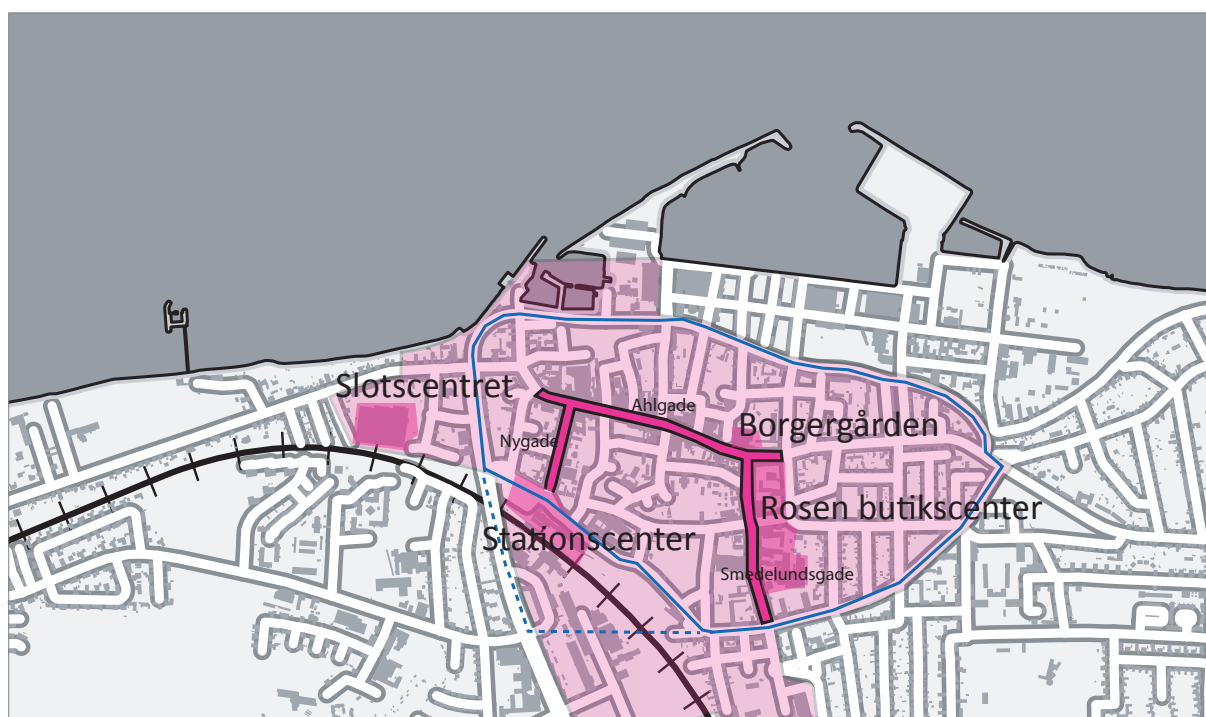 Slotscentret
Ahlgade
Borgergården
Nygade
Rosen butikscenter
Stationscenter
Smedelundsgade